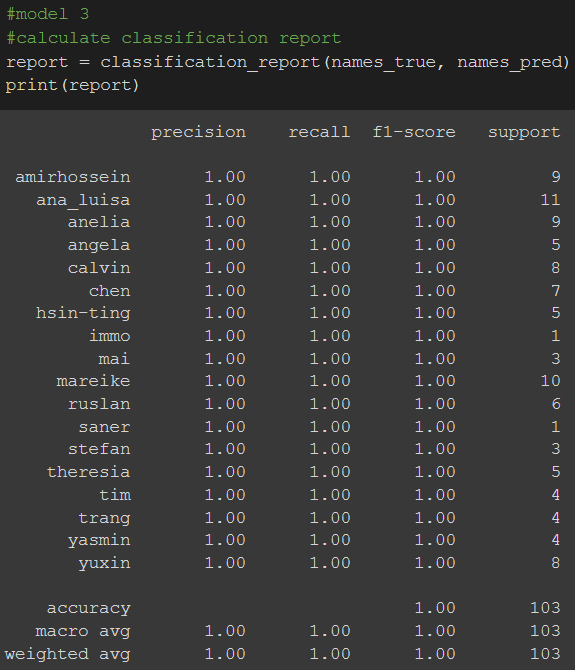 #model 3
#calculate classification report
report = classification_report(names_true, names_pred)
print(report)
precision recall f1-score support
amirhossein 1.00 1.00 1.00 9
ana_luisa 1.00 1.00 1.00 11
anelia 1.00 1.00 1.00 9
angela 1.00 1.00 1.00 5
calvin 1.00 1.00 1.00 8
chen 1.00 1.00 1.00 7
hsin-ting 1.00 1.00 1.00 5
immo 1.00 1.00 1.00 1
mai 1.00 1.00 1.00 3
mareike 1.00 1.00 1.00 10
ruslan 1.00 1.00 1.00 6
saner 1.00 1.00 1.00 1
stefan 1.00 1.00 1.00 3
theresia 1.00 1.00 1.00 5
tim 1.00 1.00 1.00 4
trang 1.00 1.00 1.00 4
yasmin 1.00 1.00 1.00 4
yuxin 1.00 1.00 1.00 8
accuracy 1.00 103
macro avg 1.00 1.00 1.00 103
weighted avg 1.00 1.00 1.00 103